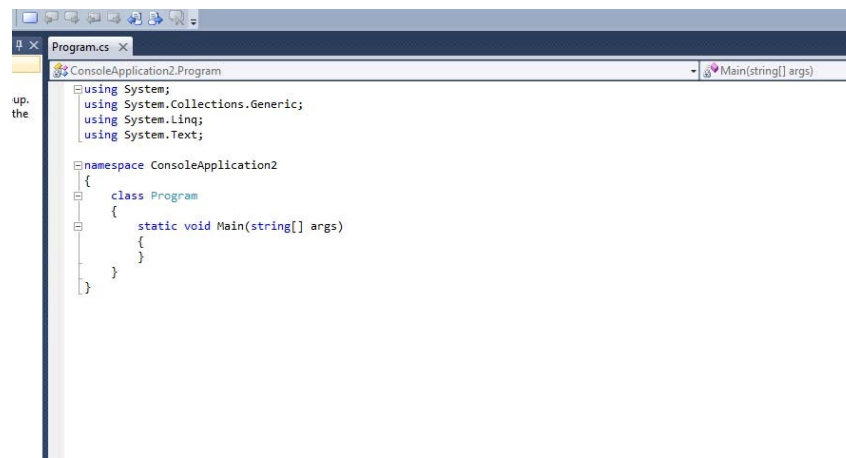 Program.cs
ConsoleApplication2.Program
Main(string[] args)
up.
the
using System;
using System.Collections.Generic;
using System.Linq;
using System.Text;
namespace ConsoleApplication2
{
class Program
{
static void Main(string[] args)
{
}
}
}